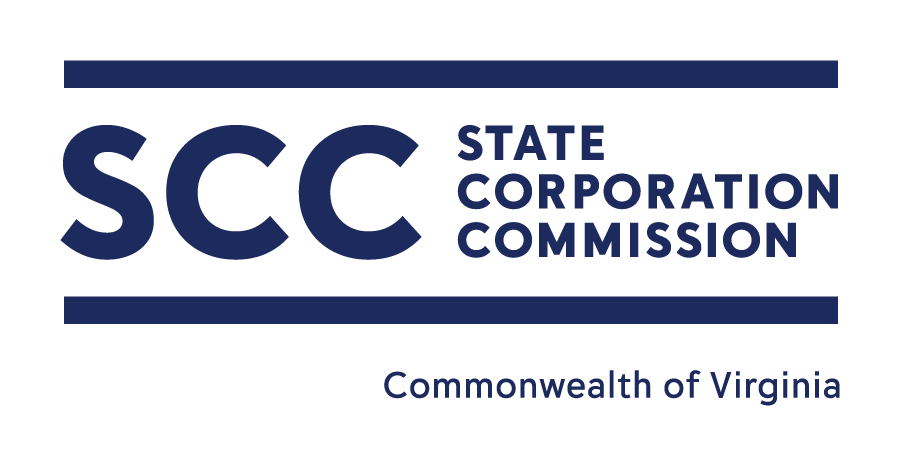 SCC
STATE
CORPORATION
COMMISSION
Commonwealth of Virginia